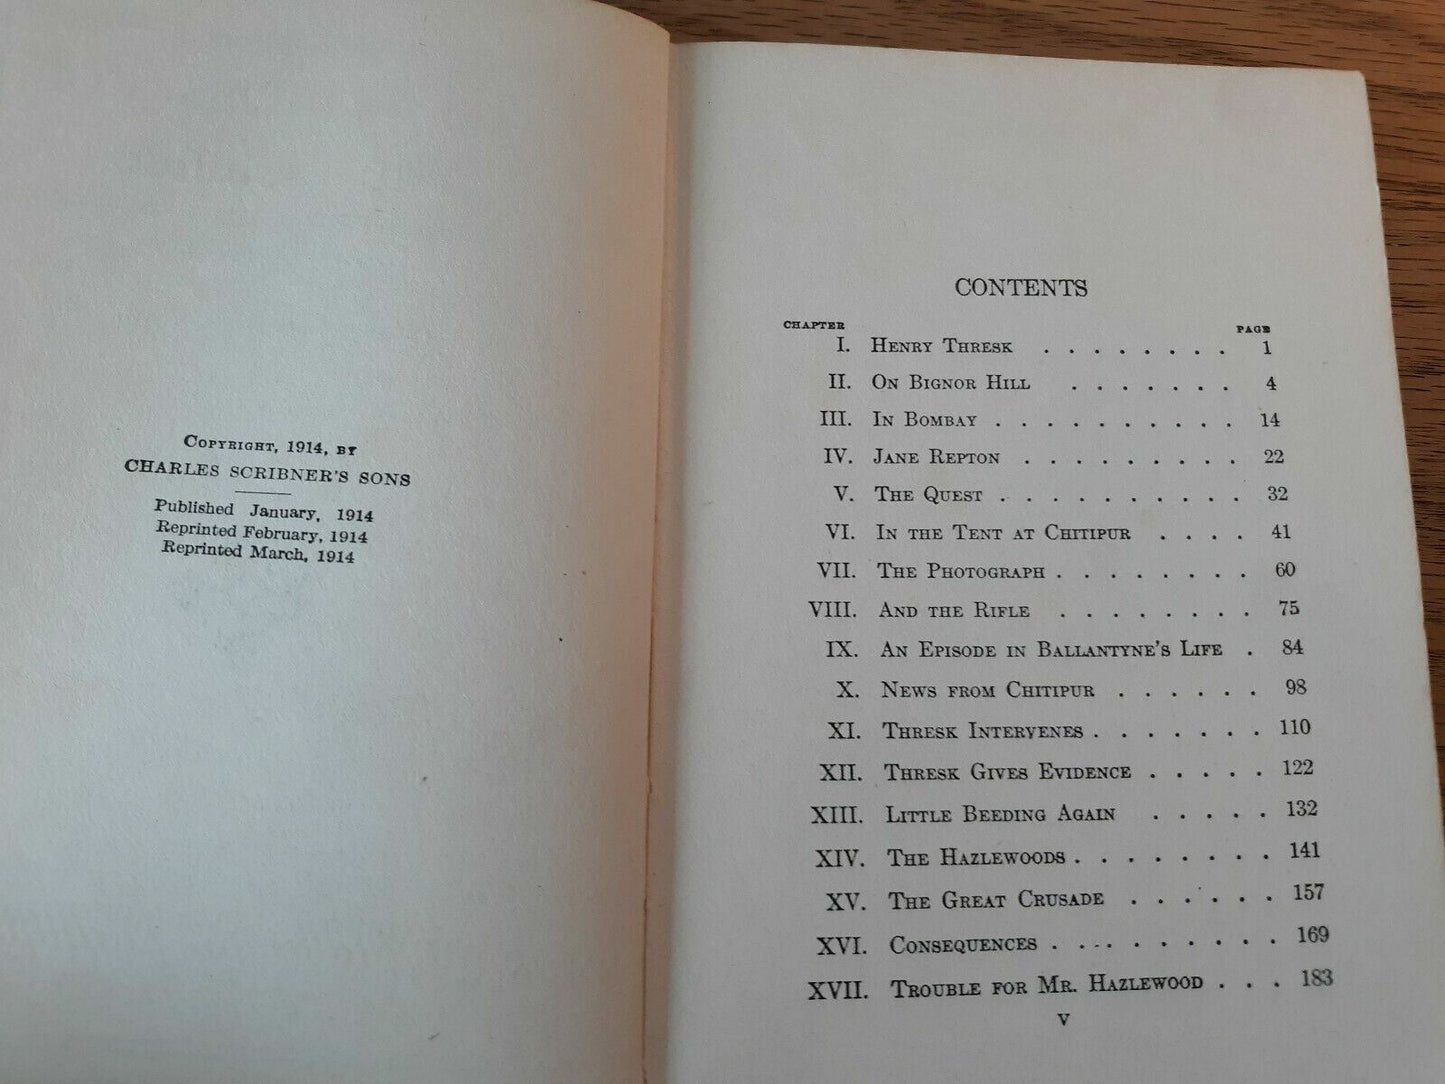 COPYRIGHT, 1914, BY
CHARLES SCRIBNER'S SONS
Published January, 1914
Reprinted February, 1914
Reprinted March, 1914
CONTENTS
CHAPTER PAGE
I. HENRY THRESK . . . . . . . . 1
II. ON BIGNOR HILL . . . . . . . 4
III. IN BOMBAY . . . . . . . . . . 14
IV. JANE REPTON . . . . . . . . . 22
V. THE QUEST . . . . . . . . . . 32
VI. IN THE TENT AT CHITIPUR . . . . 41
VII. THE PHOTOGRAPH . . . . . . . . 60
VIII. AND THE RIFLE . . . . . . . . 75
IX. AN EPISODE IN BALLANTYNE'S LIFE . 84
X. NEWS FROM CHITIPUR . . . . . . 98
XI. THRESK INTERVENES . . . . . . . 110
XII. THRESK GIVES EVIDENCE . . . . . 122
XIII. LITTLE BEEDING AGAIN . . . . . 132
XIV. THE HAZLEWOODS . . . . . . . . 141
XV. THE GREAT CRUSADE . . . . . . 157
XVI. CONSEQUENCES . . . . . . . . . 169
XVII. TROUBLE FOR MR. HAZLEWOOD . . . 183
V